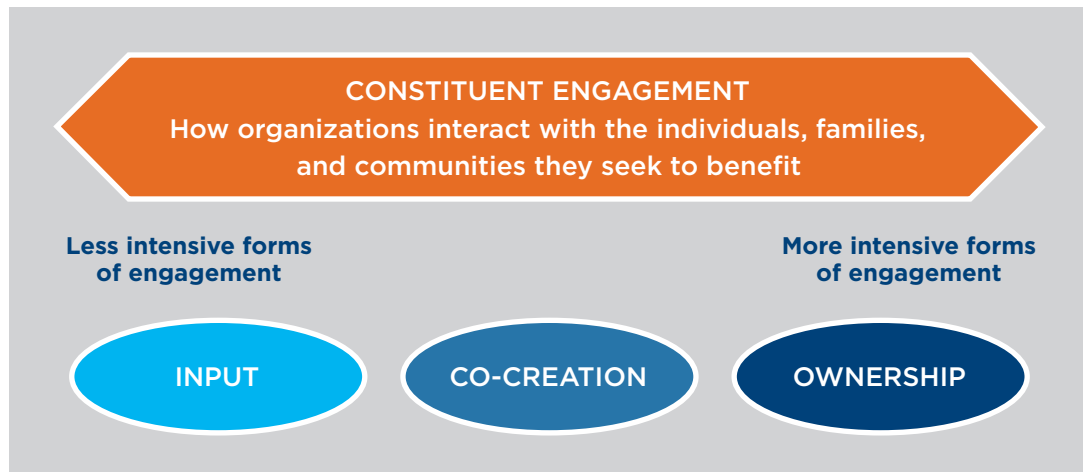 CONSTITUENT ENGAGEMENT
How organizations interact with the individuals, families,
and communities they seek to benefit
Less intensive forms
of engagement
More intensive forms
of engagement
INPUT
CO-CREATION
OWNERSHIP